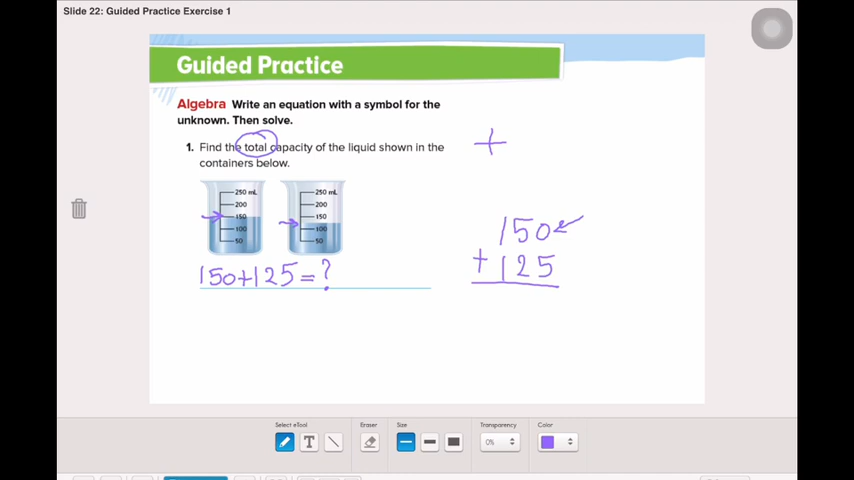 Slide 22: Guided Practice Exercise 1
Guided Practice
Algebra Write an equation with a symbol for the
unknown. Then solve.
1. Find the total capacity of the liquid shown in the
containers below.
+
250 mL 250 mL
200 200
150 150
100 100
50 50
150
+ 125
150+125=?
Select eTool Eraser Size Transparency Color
T 0%